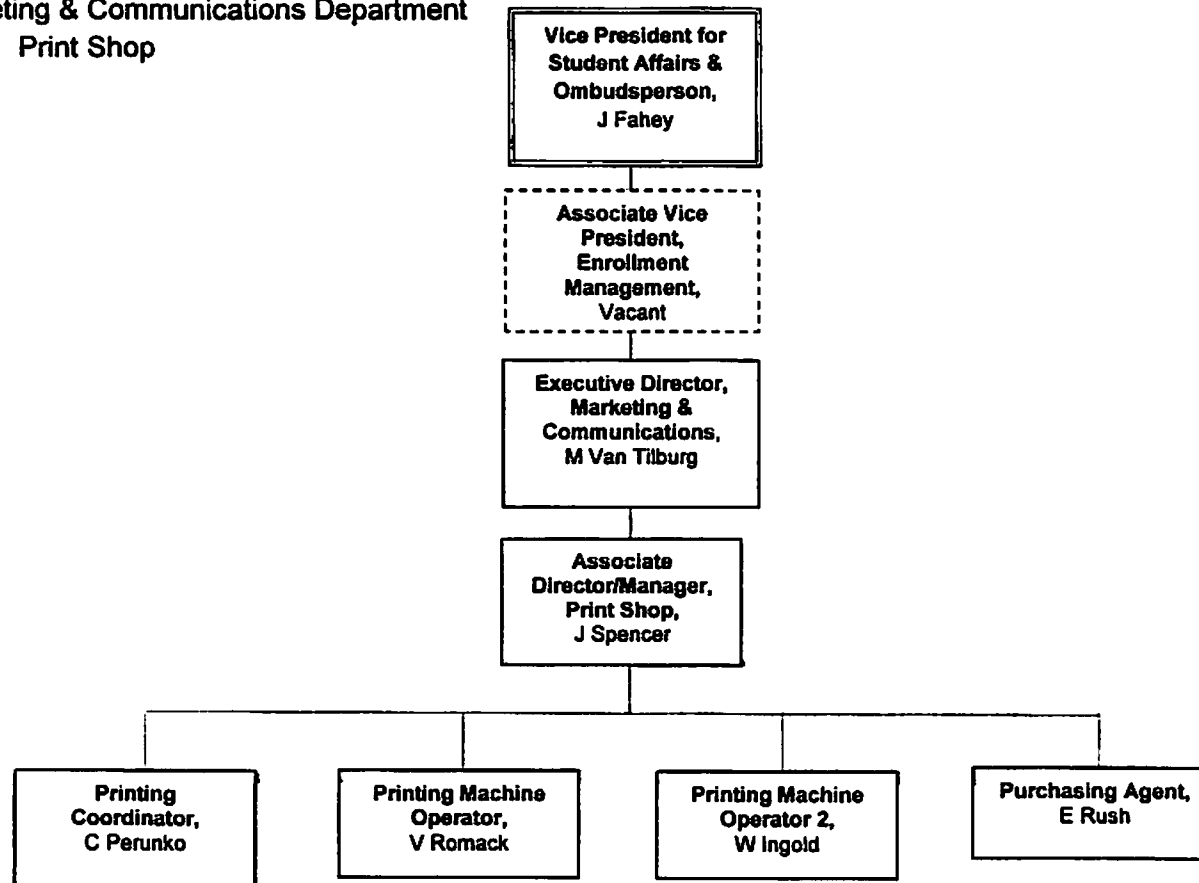 eting & Communications Department
Print Shop
Vice President for
Student Affairs &
Ombudsperson,
J Fahey
Associate Vice
President,
Enrollment
Management,
Vacant
Executive Director,
Marketing &
Communications,
M Van Tilburg
Associate
Director/Manager,
Print Shop,
J Spencer
Printing
Coordinator,
C Perunko
Printing Machine
Operator,
V Romack
Printing Machine
Operator 2,
W Ingold
Purchasing Agent,
E Rush